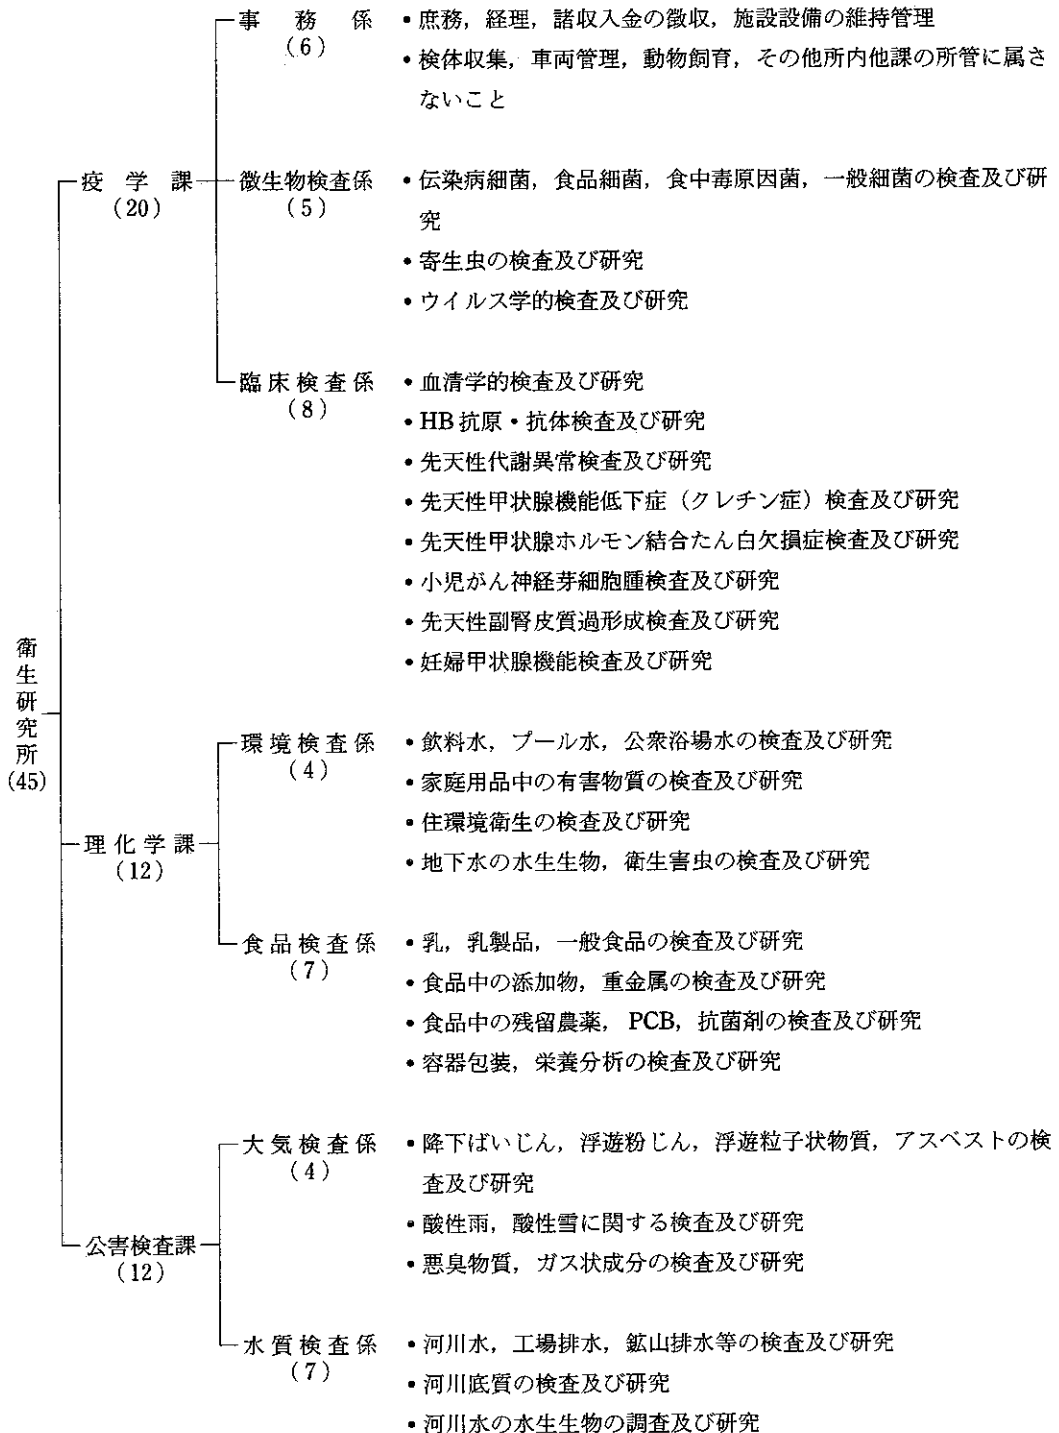 衛生研究所
(45)
疫学課
(20)
事務係
(6)
•庶務，経理，諸収入金の徴収，施設設備の維持管理
•検体収集，車両管理，動物飼育，その他所内他課の所管に属さ
ないこと
微生物検査係
(5)
•伝染病細菌，食品細菌，食中毒原因菌，一般細菌の検査及び研
究
•寄生虫の検査及び研究
•ウイルス学的検査及び研究
臨床検査係
(8)
•血清学的検査及び研究
•HB抗原・抗体検査及び研究
•先天性代謝異常検査及び研究
•先天性甲状腺機能低下症（クレチン症）検査及び研究
•先天性甲状腺ホルモン結合たん白欠損症検査及び研究
•小児がん神経芽細胞腫検査及び研究
•先天性副腎皮質過形成検査及び研究
•妊婦甲状腺機能検査及び研究
理化学課
(12)
環境検査係
(4)
•飲料水，プール水，公衆浴場水の検査及び研究
•家庭用品中の有害物質の検査及び研究
•住環境衛生の検査及び研究
•地下水の水生生物，衛生害虫の検査及び研究
食品検査係
(7)
•乳，乳製品，一般食品の検査及び研究
•食品中の添加物，重金属の検査及び研究
•食品中の残留農薬，PCB，抗菌剤の検査及び研究
•容器包装，栄養分析の検査及び研究
公害検査課
(12)
大気検査係
(4)
•降下ばいじん，浮遊粉じん，浮遊粒子状物質，アスベストの検
査及び研究
•酸性雨，酸性雪に関する検査及び研究
•悪臭物質，ガス状成分の検査及び研究
水質検査係
(7)
•河川水，工場排水，鉱山排水等の検査及び研究
•河川底質の検査及び研究
•河川水の水生生物の調査及び研究